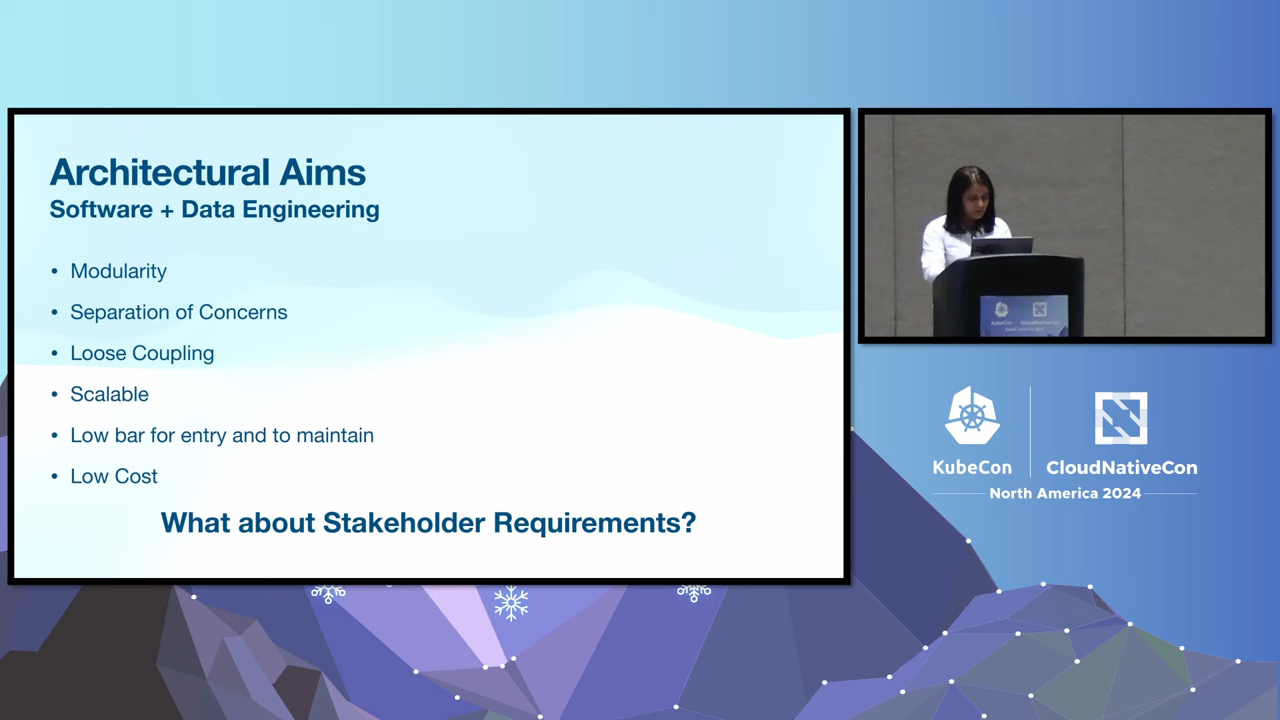 Architectural Aims
Software + Data Engineering
• Modularity
• Separation of Concerns
• Loose Coupling
• Scalable
• Low bar for entry and to maintain
• Low Cost
What about Stakeholder Requirements?
KubeCon
CloudNativeCon
North America 2024